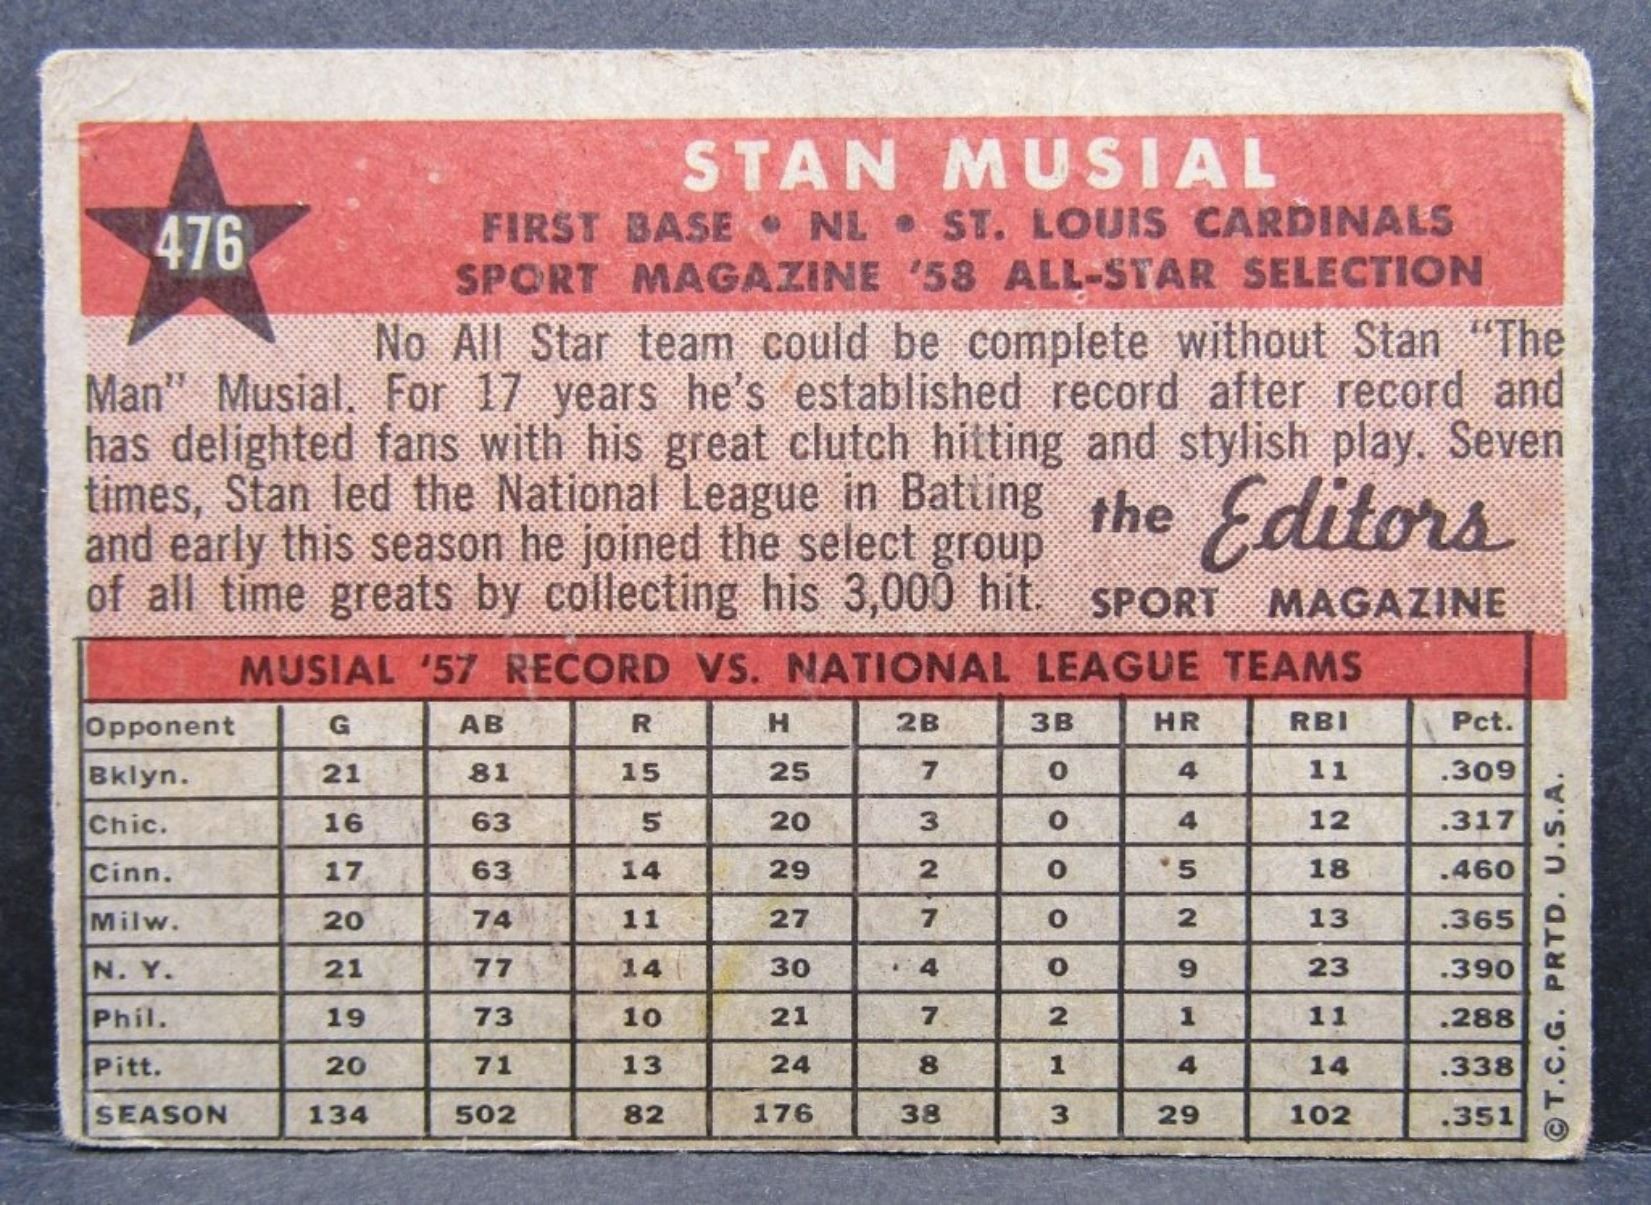 476
STAN MUSIAL
FIRST BASE • NL • ST. LOUIS CARDINALS
SPORT MAGAZINE '58 ALL-STAR SELECTION
No All Star team could be complete without Stan "The
Man" Musial. For 17 years he's established record after record and
has delighted fans with his great clutch hitting and stylish play. Seven
times, Stan led the National League in Batting
and early this season he joined the select group
of all time greats by collecting his 3,000 hit.
the Editors
SPORT MAGAZINE
MUSIAL '57 RECORD VS. NATIONAL LEAGUE TEAMS
Opponent G AB R H 2B 3B HR RBI Pct.
Bklyn. 21 81 15 25 7 0 4 11 .309
Chic. 16 63 5 20 3 0 4 12 .317
Cinn. 17 63 14 29 2 0 5 18 .460
Milw. 20 74 11 27 7 0 2 13 .365
N. Y. 21 77 14 30 4 0 9 23 .390
Phil. 19 73 10 21 7 2 1 11 .288
Pitt. 20 71 13 24 8 1 4 14 .338
SEASON 134 502 82 176 38 3 29 102 .351
©T.C.G. PRTD. U.S.A.